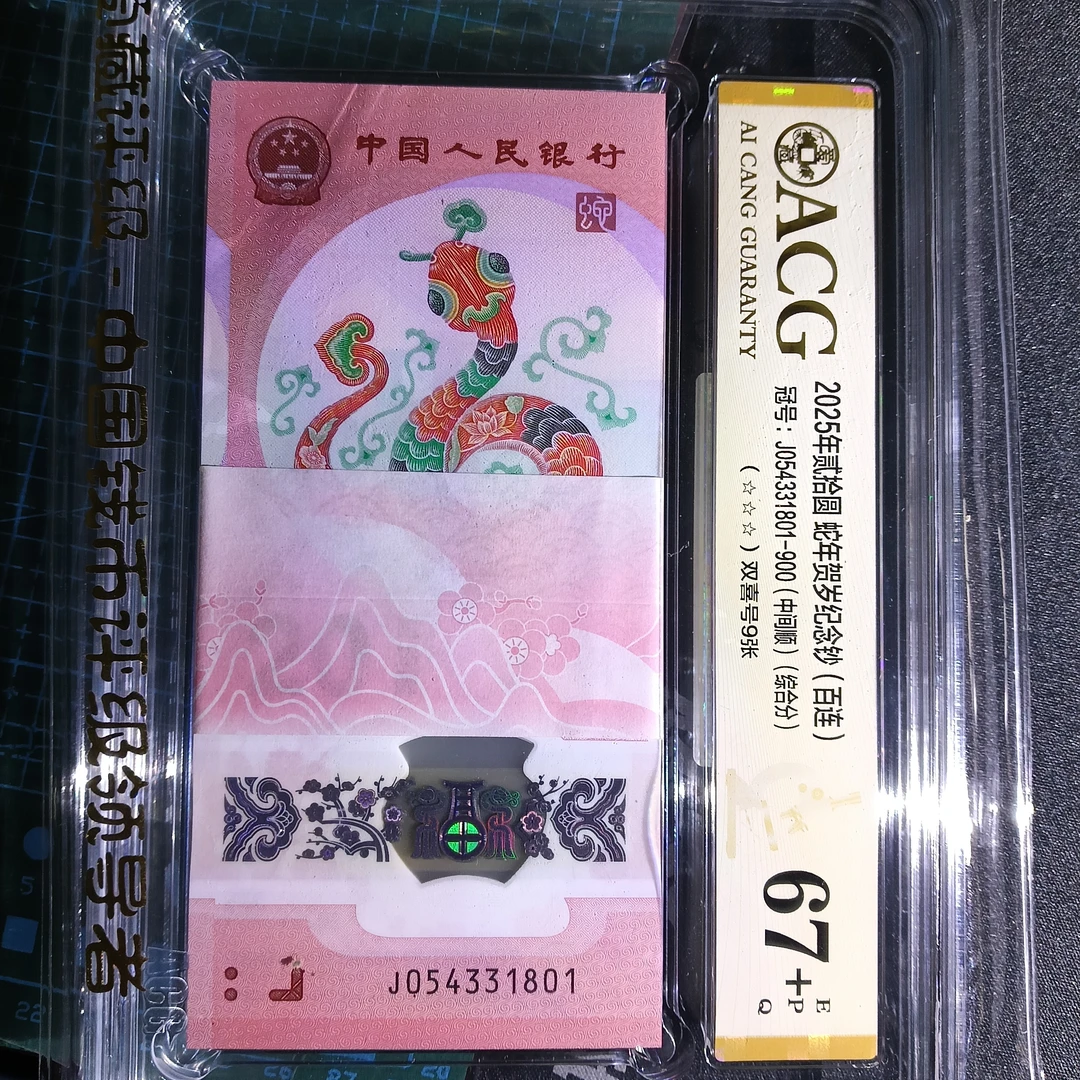 中国人民银行
蛇
J054331801
ACG
AI CANG GUARANTY
2025年贰拾圆 蛇年贺岁纪念钞（百连）
冠号：J054331801-900（中间顺）（综合分）
（☆☆☆）双喜号9张
67+
E
P
Q
藏评级-中国钱币评级领导者
5
22